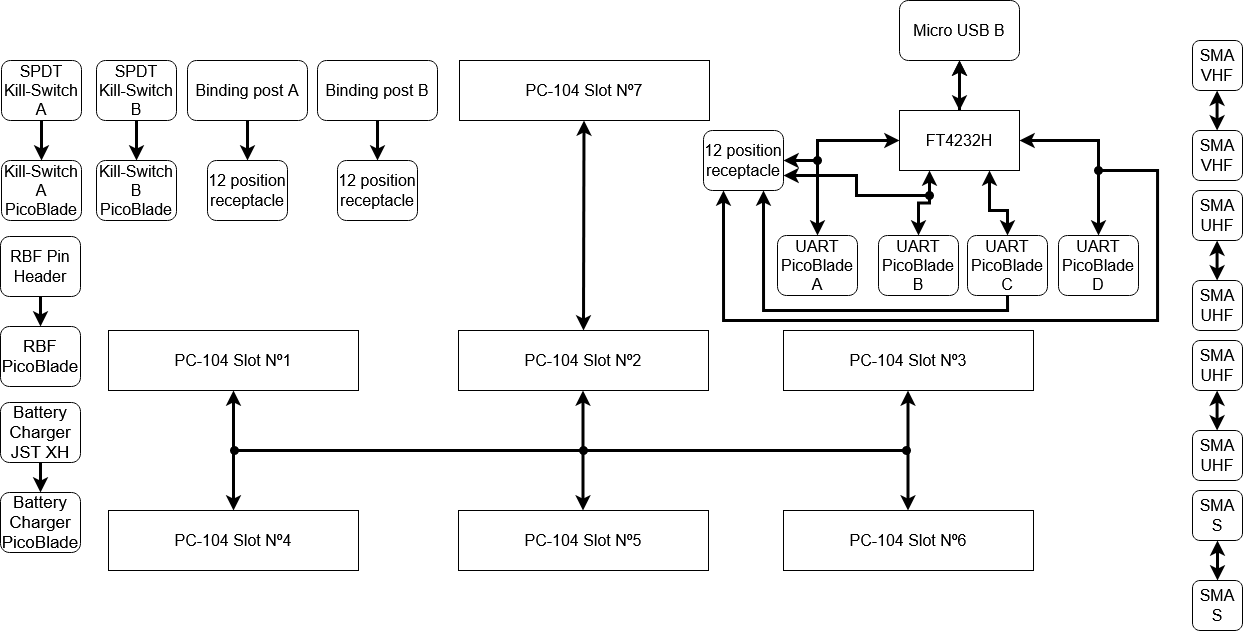 Micro USB B
SPDT
Kill-Switch
A
SPDT
Kill-Switch
B
Binding post A
Binding post B
PC-104 Slot Nº7
FT4232H
SMA
VHF
Kill-Switch
A
PicoBlade
Kill-Switch
B
PicoBlade
12 position
receptacle
12 position
receptacle
12 position
receptacle
SMA
VHF
RBF Pin
Header
UART
PicoBlade
A
UART
PicoBlade
B
UART
PicoBlade
C
UART
PicoBlade
D
SMA
UHF
SMA
UHF
RBF
PicoBlade
PC-104 Slot Nº1
PC-104 Slot Nº2
PC-104 Slot Nº3
SMA
UHF
Battery
Charger
JST XH
SMA
UHF
Battery
Charger
PicoBlade
PC-104 Slot Nº4
PC-104 Slot Nº5
PC-104 Slot Nº6
SMA
S
SMA
S